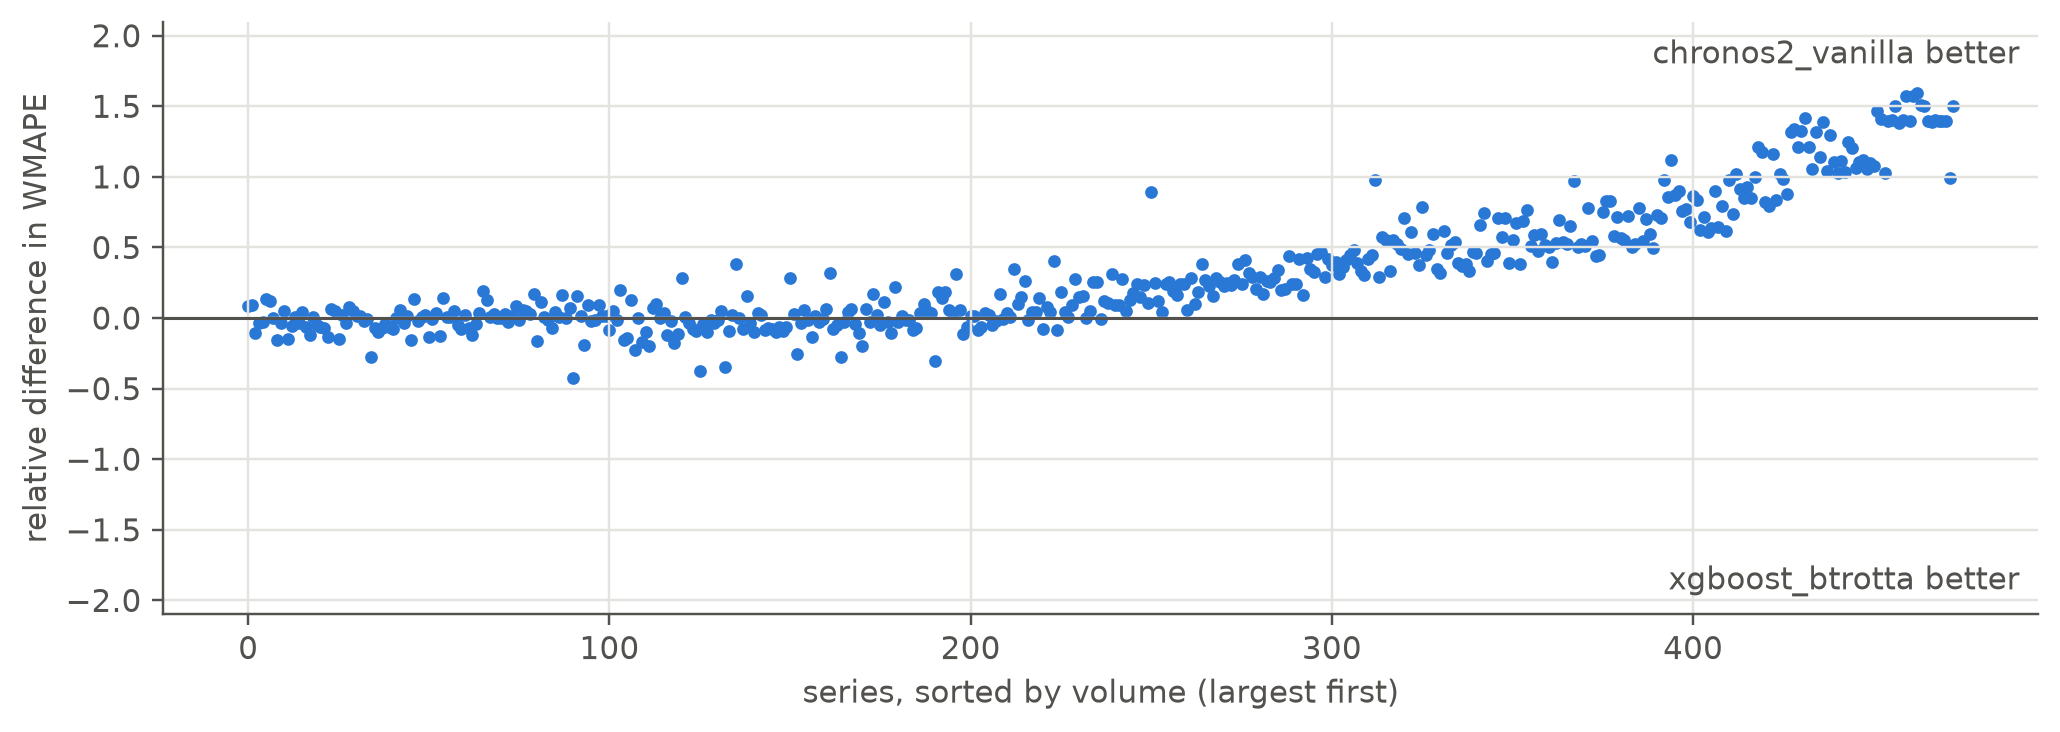 2.0
chronos2_vanilla better
1.5
1.0
0.5
0.0
−0.5
−1.0
−1.5
−2.0
xgboost_btrotta better
relative difference in WMAPE
0 100 200 300 400
series, sorted by volume (largest first)